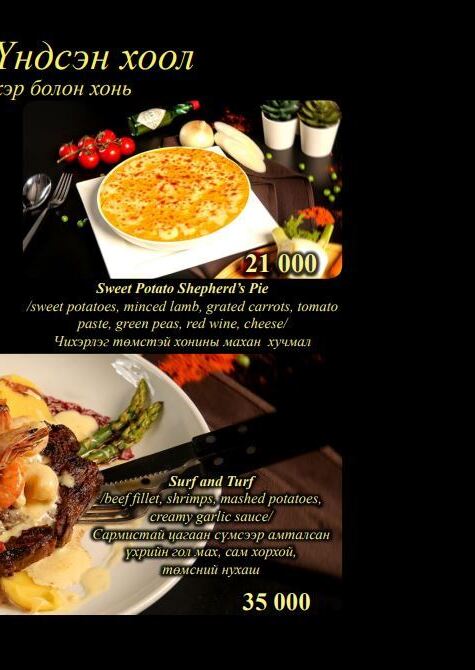 Үндсэн хоол
хэр болон хонь
21 000
Sweet Potato Shepherd's Pie
/sweet potatoes, minced lamb, grated carrots, tomato
paste, green peas, red wine, cheese/
Чихэрлэг төмстэй хонины махан хучмал
Surf and Turf
/beef fillet, shrimps, mashed potatoes,
creamy garlic sauce/
Сармистай цагаан сүмсээр амталсан
үхрийн гол мах, сам хорхой,
төмсний нухаш
35 000